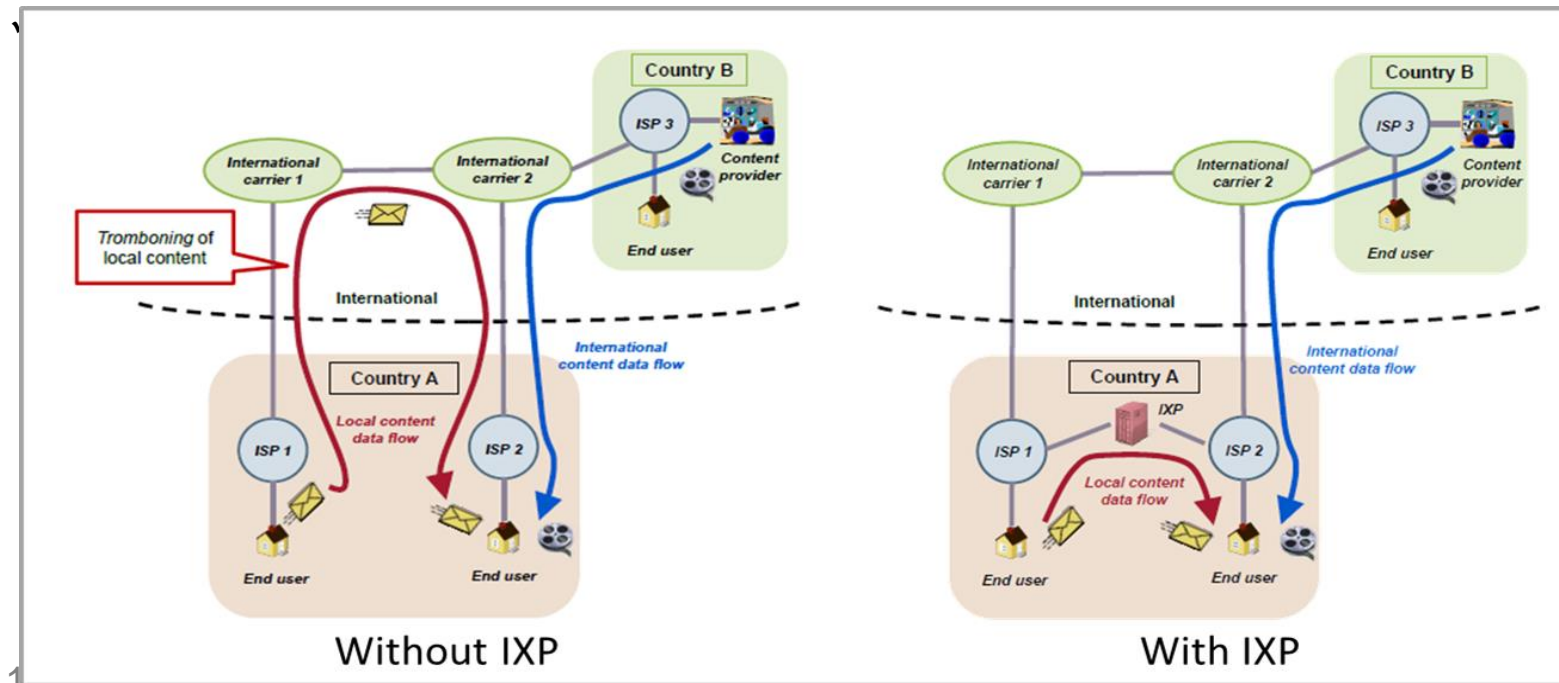 Country B
ISP 3
Content
provider
End user
International
carrier 1
International
carrier 2
Tromboning of
local content
International
International
content data flow
Country A
Local content
data flow
ISP 1
ISP 2
End user
End user
Without IXP
Country B
ISP 3
Content
provider
End user
International
carrier 1
International
carrier 2
International
International
content data flow
Country A
IXP
ISP 1
ISP 2
Local content
data flow
End user
End user
With IXP